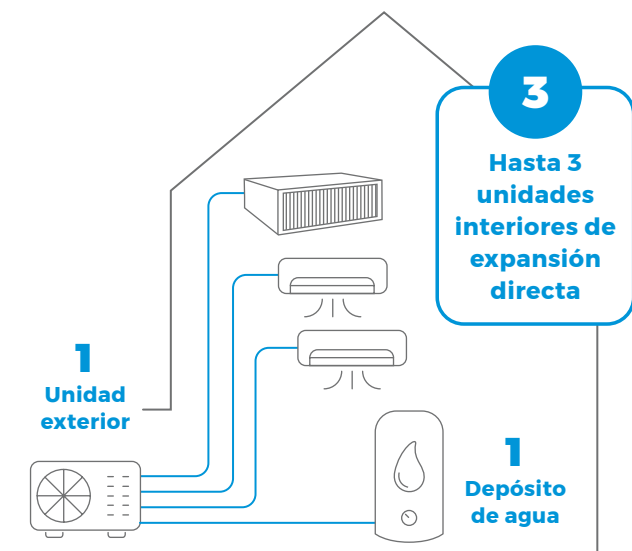 3
Hasta 3
unidades
interiores de
expansión
directa
1
Unidad
exterior
1
Depósito
de agua